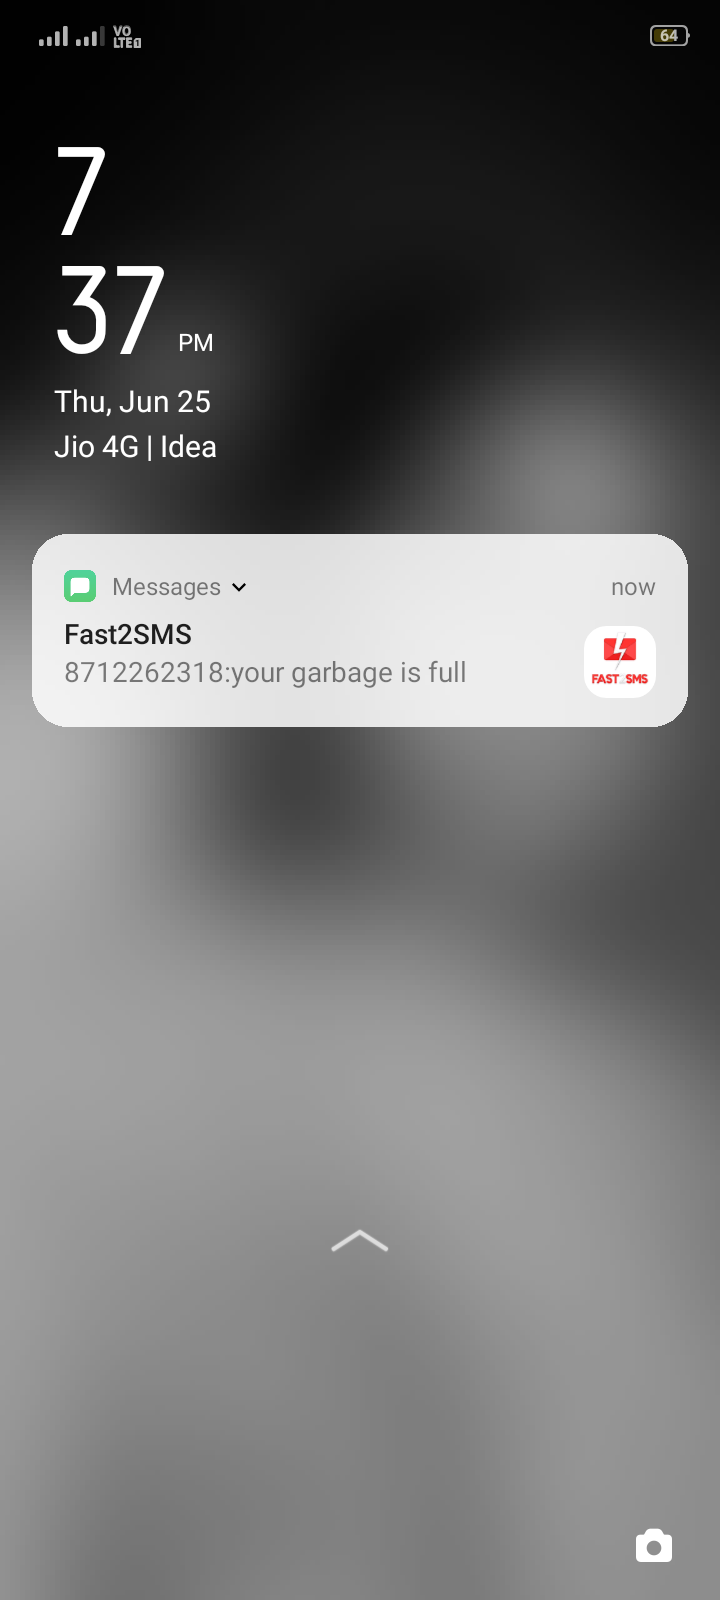 VO
LTE
64
7
37 PM
Thu, Jun 25
Jio 4G | Idea
Messages now
Fast2SMS
8712262318:your garbage is full
FAST2SMS